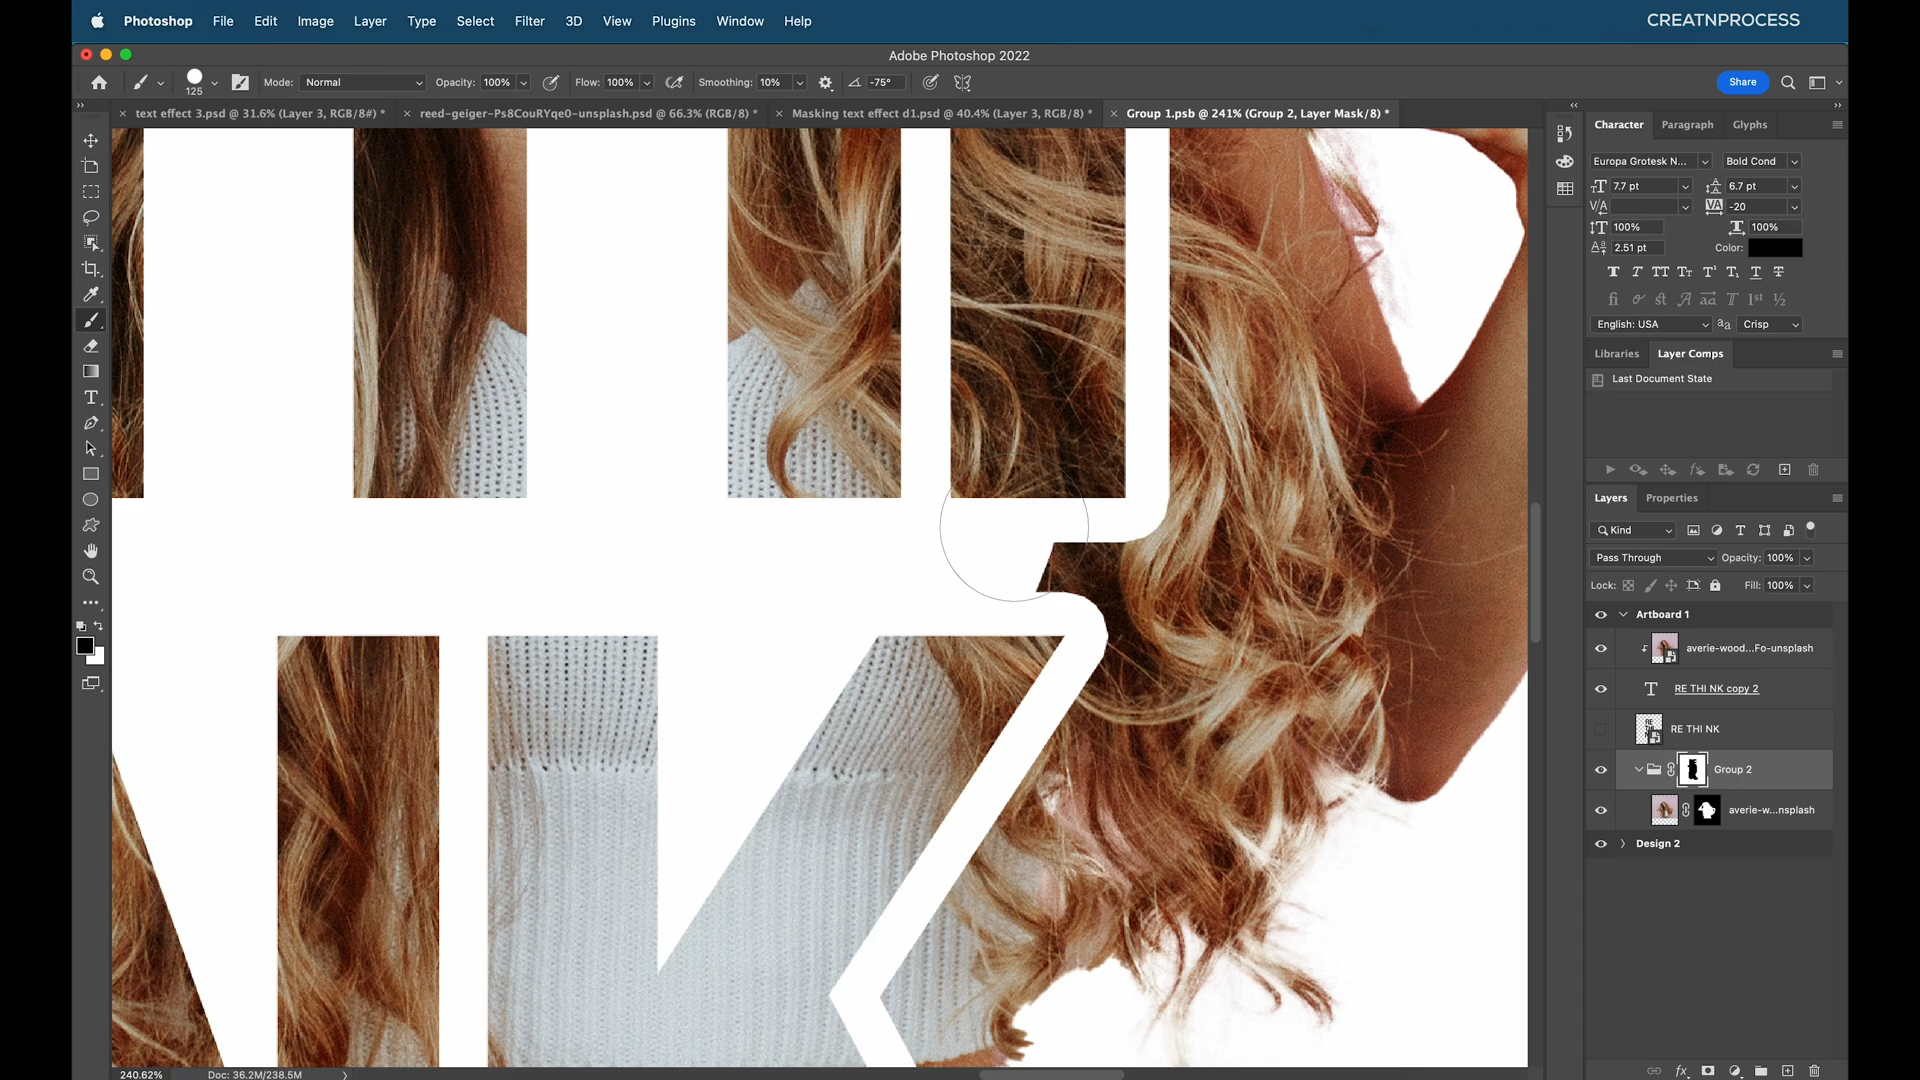 Photoshop File Edit Image Layer Type Select Filter 3D View Plugins Window Help CREATNPROCESS
Adobe Photoshop 2022
125 Mode: Normal Opacity: 100% Flow: 100% Smoothing: 10% -75° Share
text effect 3.psd @ 31.6% (Layer 3, RGB/8#) * reed-geiger-Ps8CouRYqe0-unsplash.psd @ 66.3% (RGB/8) * Masking text effect d1.psd @ 40.4% (Layer 3, RGB/8) * Group 1.psb @ 241% (Group 2, Layer Mask/8) *
Character Paragraph Glyphs
Europa Grotesk N... Bold Cond
7.7 pt 6.7 pt
-20
100% 100%
2.51 pt Color:
English: USA Crisp
Libraries Layer Comps
Last Document State
Layers Properties
Kind
Pass Through Opacity: 100%
Lock: Fill: 100%
Artboard 1
averie-wood...Fo-unsplash
RE THI NK copy 2
RE THI NK
Group 2
averie-w...nsplash
Design 2
240.62% Doc: 36.2M/238.5M